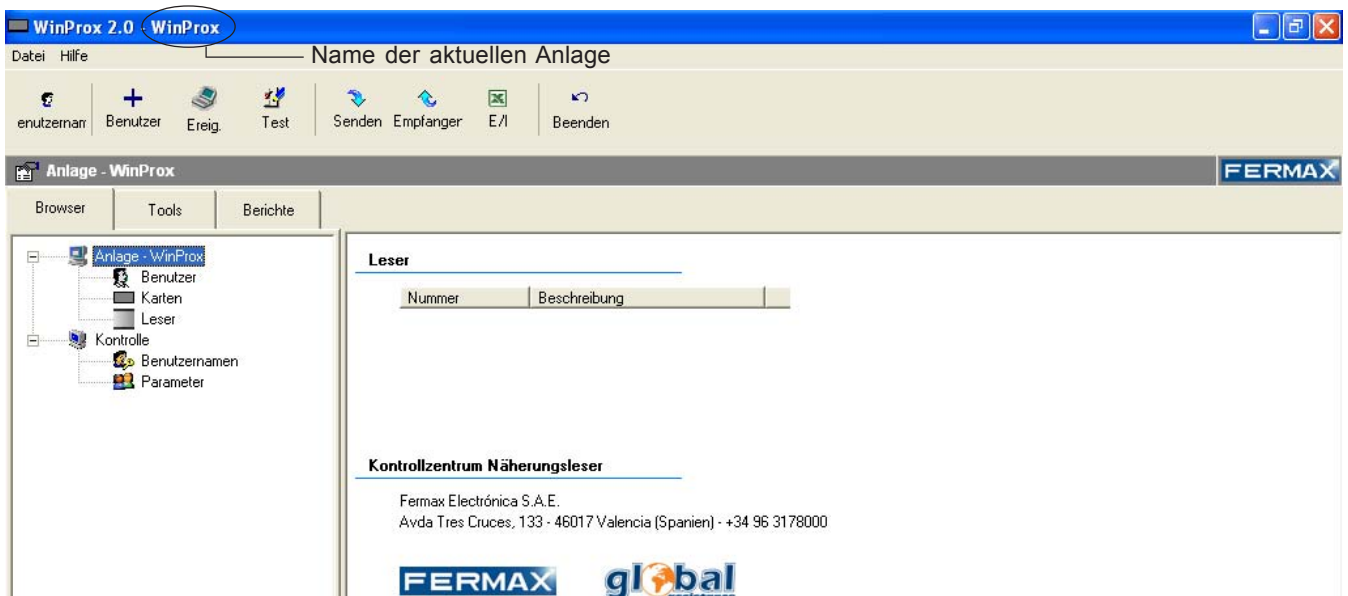 WinProx 2.0 - WinProx
Name der aktuellen Anlage
Datei Hilfe
enutzernam Benutzer Ereig. Test Senden Empfanger E/I Beenden
Anlage - WinProx FERMAX
Browser Tools Berichte
Anlage - WinProx
Benutzer
Karten
Leser
Kontrolle
Benutzernamen
Parameter
Leser
Nummer Beschreibung
Kontrollzentrum Näherungsleser
Fermax Electrónica S.A.E.
Avda Tres Cruces, 133 - 46017 Valencia (Spanien) - +34 96 3178000
FERMAX global